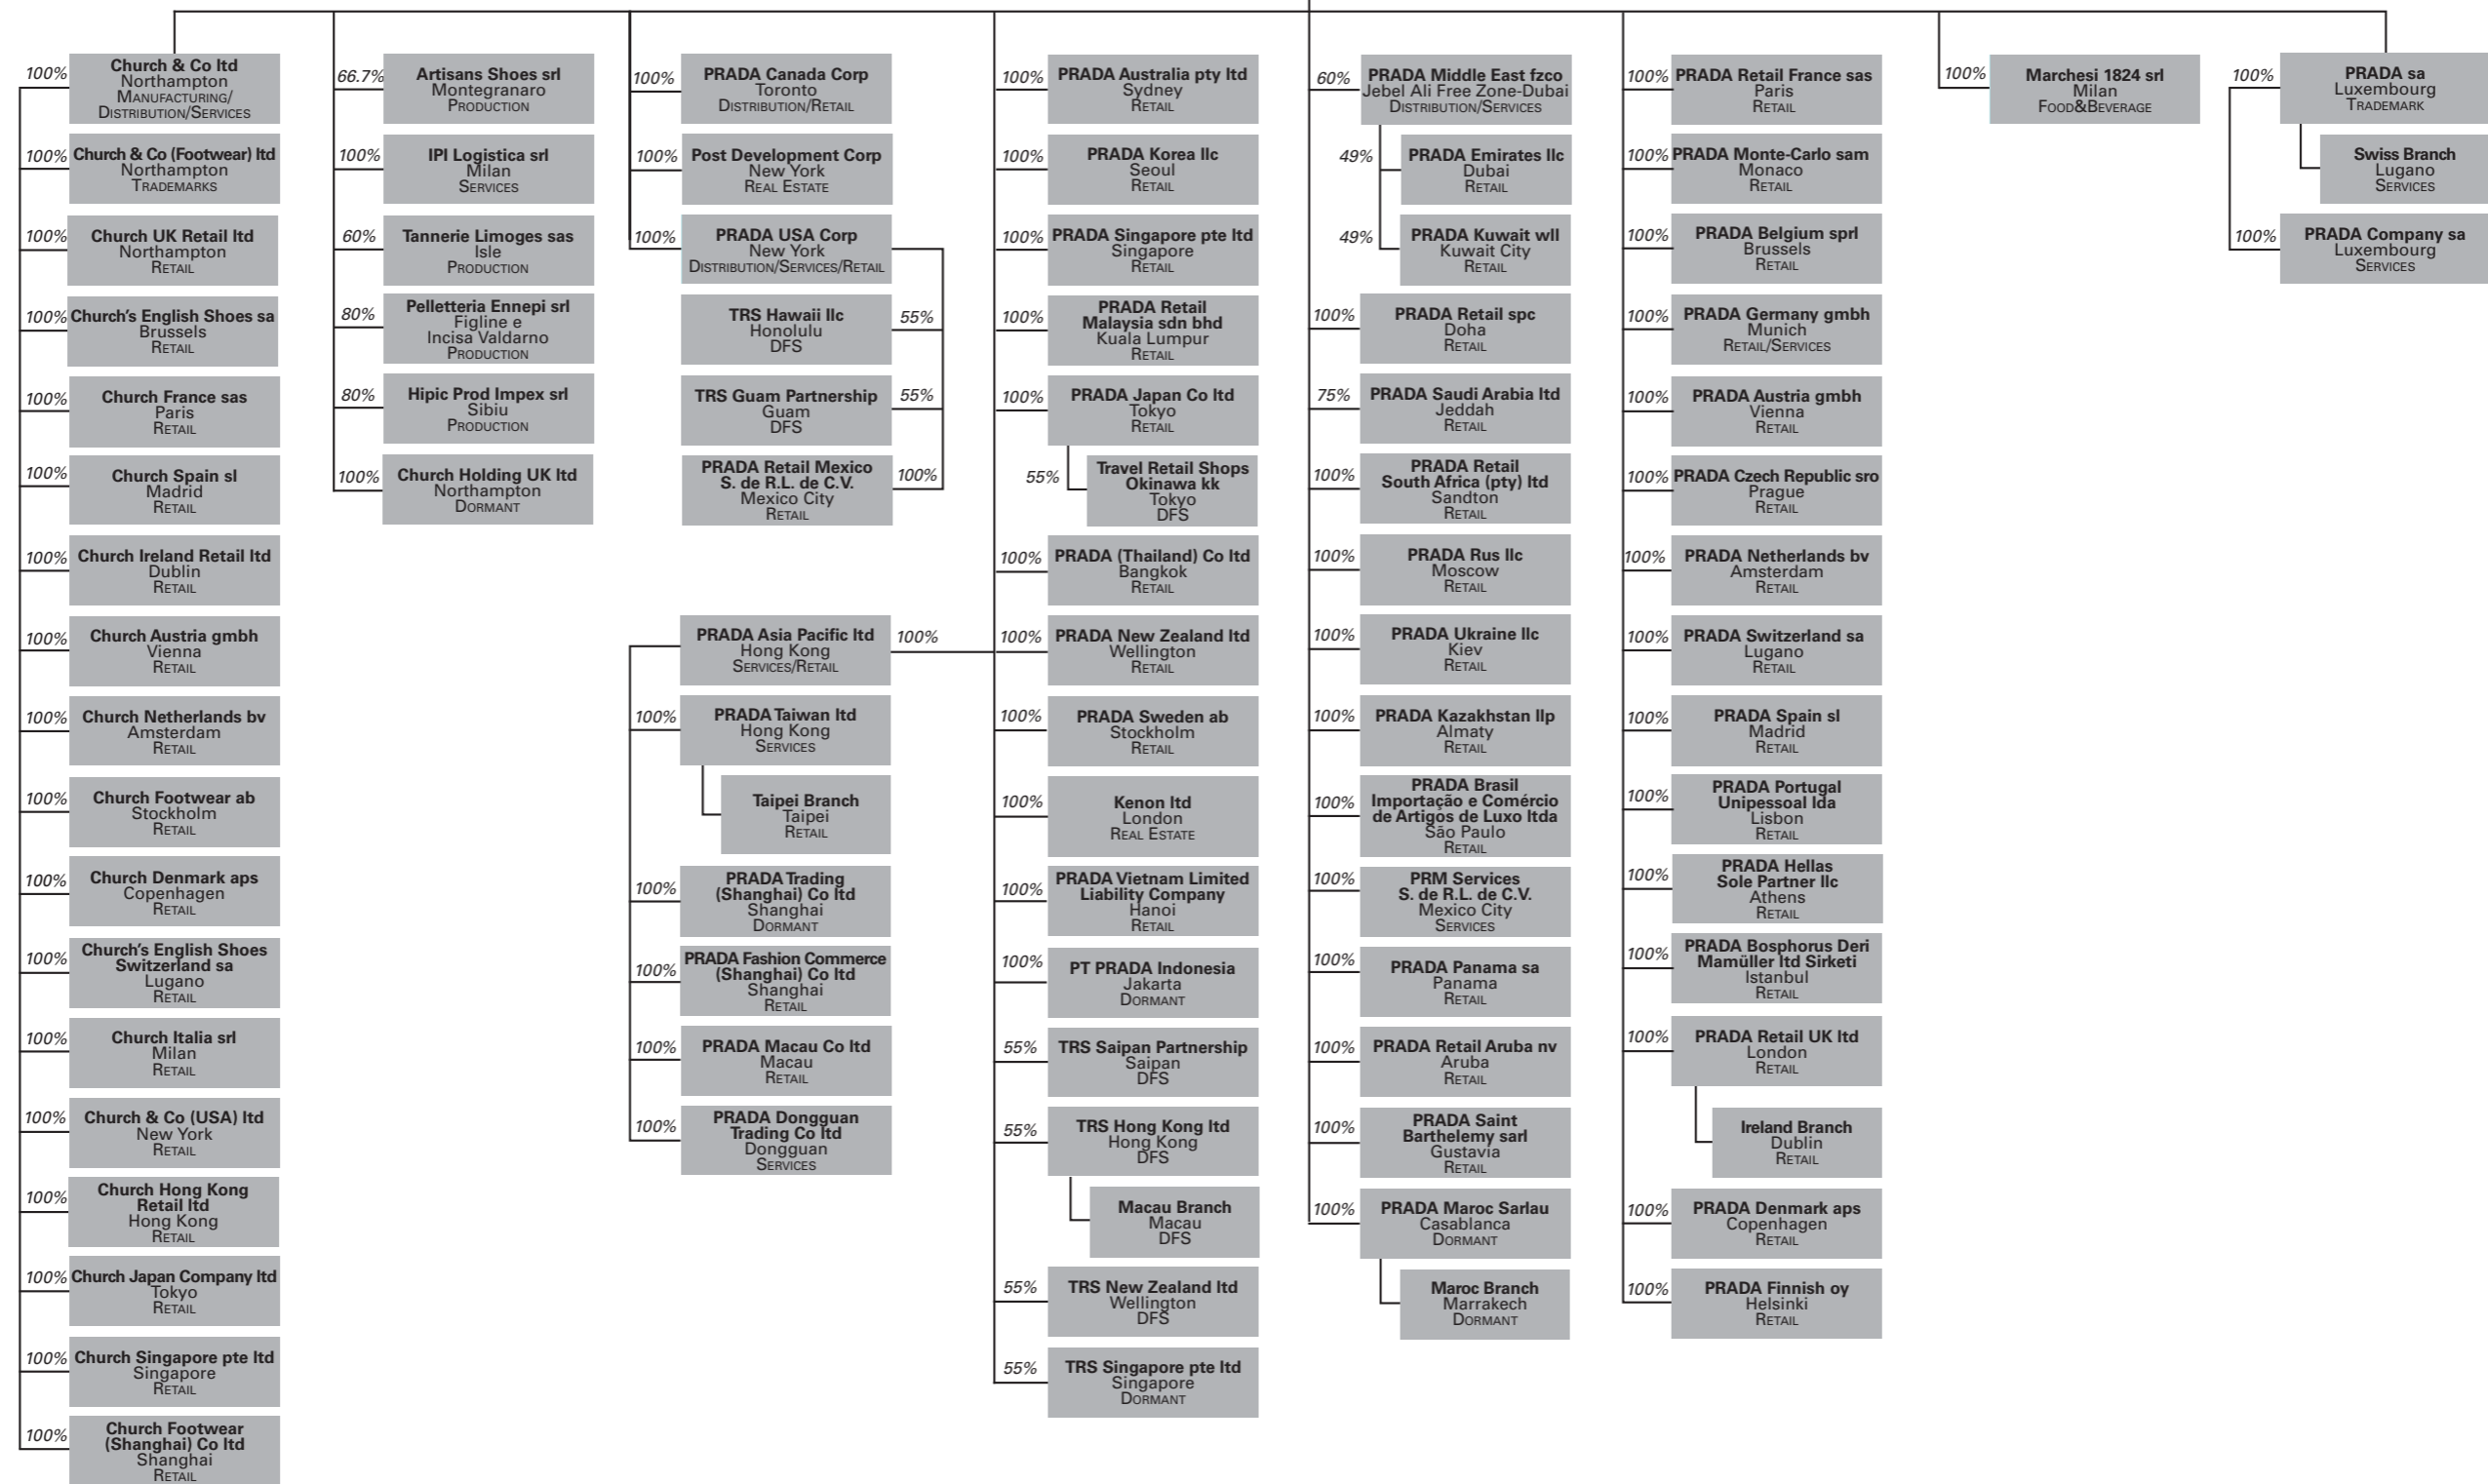 100%
Church & Co ltd
Northampton
MANUFACTURING/
DISTRIBUTION/SERVICES
100%
Church & Co (Footwear) ltd
Northampton
TRADEMARKS
100%
Church UK Retail ltd
Northampton
RETAIL
100%
Church's English Shoes sa
Brussels
RETAIL
100%
Church France sas
Paris
RETAIL
100%
Church Spain sl
Madrid
RETAIL
100%
Church Ireland Retail ltd
Dublin
RETAIL
100%
Church Austria gmbh
Vienna
RETAIL
100%
Church Netherlands bv
Amsterdam
RETAIL
100%
Church Footwear ab
Stockholm
RETAIL
100%
Church Denmark aps
Copenhagen
RETAIL
100%
Church's English Shoes
Switzerland sa
Lugano
RETAIL
100%
Church Italia srl
Milan
RETAIL
100%
Church & Co (USA) ltd
New York
RETAIL
100%
Church Hong Kong
Retail ltd
Hong Kong
RETAIL
100%
Church Japan Company ltd
Tokyo
RETAIL
100%
Church Singapore pte ltd
Singapore
RETAIL
100%
Church Footwear
(Shanghai) Co ltd
Shanghai
RETAIL
66.7%
Artisans Shoes srl
Montegranaro
PRODUCTION
100%
IPI Logistica srl
Milan
SERVICES
60%
Tannerie Limoges sas
Isle
PRODUCTION
80%
Pelletteria Ennepi srl
Figline e
Incisa Valdarno
PRODUCTION
80%
Hipic Prod Impex srl
Sibiu
PRODUCTION
100%
Church Holding UK ltd
Northampton
DORMANT
100%
PRADA Canada Corp
Toronto
DISTRIBUTION/RETAIL
100%
Post Development Corp
New York
REAL ESTATE
100%
PRADA USA Corp
New York
DISTRIBUTION/SERVICES/RETAIL
TRS Hawaii llc
Honolulu
DFS
55%
TRS Guam Partnership
Guam
DFS
55%
PRADA Retail Mexico
S. de R.L. de C.V.
Mexico City
RETAIL
100%
PRADA Asia Pacific ltd
Hong Kong
SERVICES/RETAIL
100%
100%
PRADA Taiwan ltd
Hong Kong
SERVICES
Taipei Branch
Taipei
RETAIL
100%
PRADA Trading
(Shanghai) Co ltd
Shanghai
DORMANT
100%
PRADA Fashion Commerce
(Shanghai) Co ltd
Shanghai
RETAIL
100%
PRADA Macau Co ltd
Macau
RETAIL
100%
PRADA Dongguan
Trading Co ltd
Dongguan
SERVICES
100%
PRADA Australia pty ltd
Sydney
RETAIL
100%
PRADA Korea llc
Seoul
RETAIL
100%
PRADA Singapore pte ltd
Singapore
RETAIL
100%
PRADA Retail
Malaysia sdn bhd
Kuala Lumpur
RETAIL
100%
PRADA Japan Co ltd
Tokyo
RETAIL
55%
Travel Retail Shops
Okinawa kk
Tokyo
DFS
100%
PRADA (Thailand) Co ltd
Bangkok
RETAIL
100%
PRADA New Zealand ltd
Wellington
RETAIL
100%
PRADA Sweden ab
Stockholm
RETAIL
100%
Kenon ltd
London
REAL ESTATE
100%
PRADA Vietnam Limited
Liability Company
Hanoi
RETAIL
100%
PT PRADA Indonesia
Jakarta
DORMANT
55%
TRS Saipan Partnership
Saipan
DFS
55%
TRS Hong Kong ltd
Hong Kong
DFS
Macau Branch
Macau
DFS
55%
TRS New Zealand ltd
Wellington
DFS
55%
TRS Singapore pte ltd
Singapore
DORMANT
60%
PRADA Middle East fzco
Jebel Ali Free Zone-Dubai
DISTRIBUTION/SERVICES
49%
PRADA Emirates llc
Dubai
RETAIL
49%
PRADA Kuwait wll
Kuwait City
RETAIL
100%
PRADA Retail spc
Doha
RETAIL
75%
PRADA Saudi Arabia ltd
Jeddah
RETAIL
100%
PRADA Retail
South Africa (pty) ltd
Sandton
RETAIL
100%
PRADA Rus llc
Moscow
RETAIL
100%
PRADA Ukraine llc
Kiev
RETAIL
100%
PRADA Kazakhstan llp
Almaty
RETAIL
100%
PRADA Brasil
Importação e Comércio
de Artigos de Luxo ltda
São Paulo
RETAIL
100%
PRM Services
S. de R.L. de C.V.
Mexico City
SERVICES
100%
PRADA Panama sa
Panama
RETAIL
100%
PRADA Retail Aruba nv
Aruba
RETAIL
100%
PRADA Saint
Barthelemy sarl
Gustavia
RETAIL
100%
PRADA Maroc Sarlau
Casablanca
DORMANT
Maroc Branch
Marrakech
DORMANT
100%
PRADA Retail France sas
Paris
RETAIL
100%
PRADA Monte-Carlo sam
Monaco
RETAIL
100%
PRADA Belgium sprl
Brussels
RETAIL
100%
PRADA Germany gmbh
Munich
RETAIL/SERVICES
100%
PRADA Austria gmbh
Vienna
RETAIL
100%
PRADA Czech Republic sro
Prague
RETAIL
100%
PRADA Netherlands bv
Amsterdam
RETAIL
100%
PRADA Switzerland sa
Lugano
RETAIL
100%
PRADA Spain sl
Madrid
RETAIL
100%
PRADA Portugal
Unipessoal lda
Lisbon
RETAIL
100%
PRADA Hellas
Sole Partner llc
Athens
RETAIL
100%
PRADA Bosphorus Deri
Mamüller ltd Sirketi
Istanbul
RETAIL
100%
PRADA Retail UK ltd
London
RETAIL
Ireland Branch
Dublin
RETAIL
100%
PRADA Denmark aps
Copenhagen
RETAIL
100%
PRADA Finnish oy
Helsinki
RETAIL
100%
Marchesi 1824 srl
Milan
FOOD&BEVERAGE
100%
PRADA sa
Luxembourg
TRADEMARK
Swiss Branch
Lugano
SERVICES
100%
PRADA Company sa
Luxembourg
SERVICES